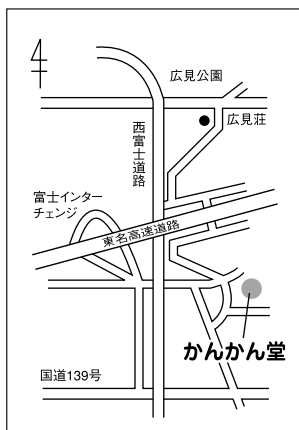 広見公園
広見荘
西富士道路
富士インター
チェンジ
東名高速道路
かんかん堂
国道139号